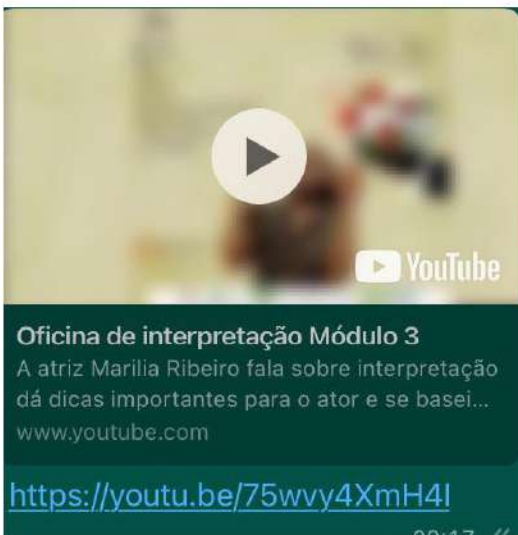 YouTube
Oficina de interpretação Módulo 3
A atriz Marilia Ribeiro fala sobre interpretação
dá dicas importantes para o ator e se basei...
www.youtube.com
https://youtu.be/75wvy4XmH4I